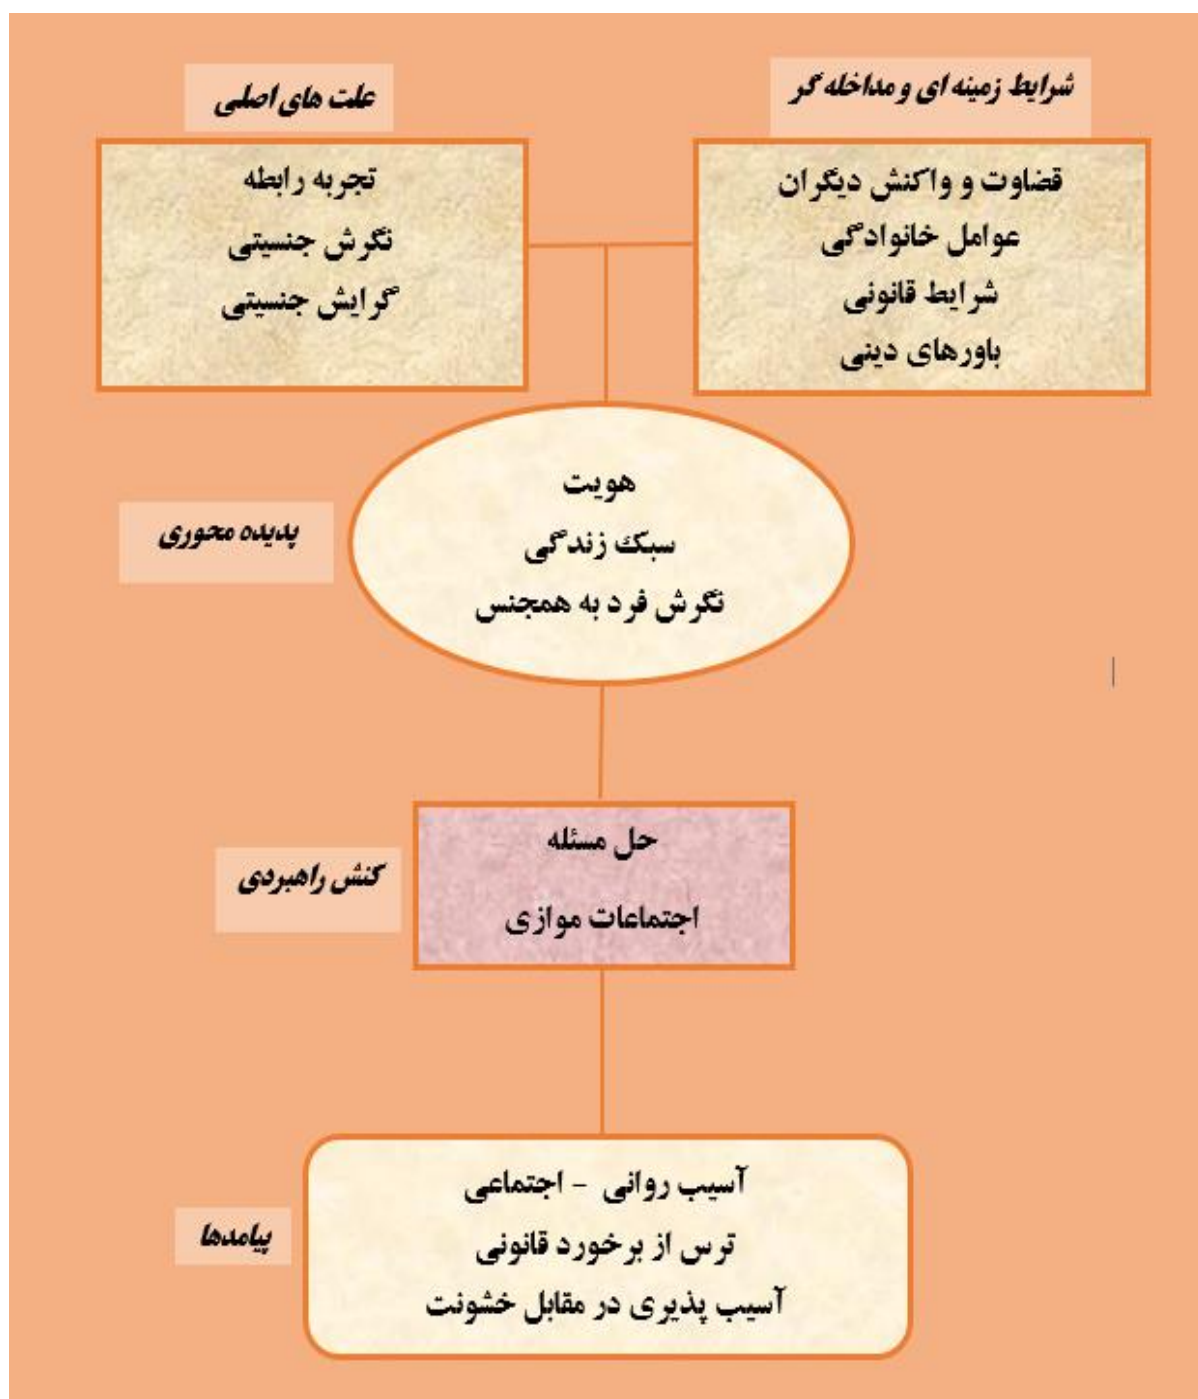 شرایط زمینه ای و مداخله گر
قضاوت و واکنش دیگران
عوامل خانوادگی
شرایط قانونی
باورهای دینی
علت های اصلی
تجربه رابطه
نگرش جنسیتی
گرایش جنسیتی
پدیده محوری
هویت
سبک زندگی
نگرش فرد به همجنس
کنش راهبردی
حل مسئله
اجتماعات موازی
پیامدها
آسیب روانی - اجتماعی
ترس از برخورد قانونی
آسیب پذیری در مقابل خشونت